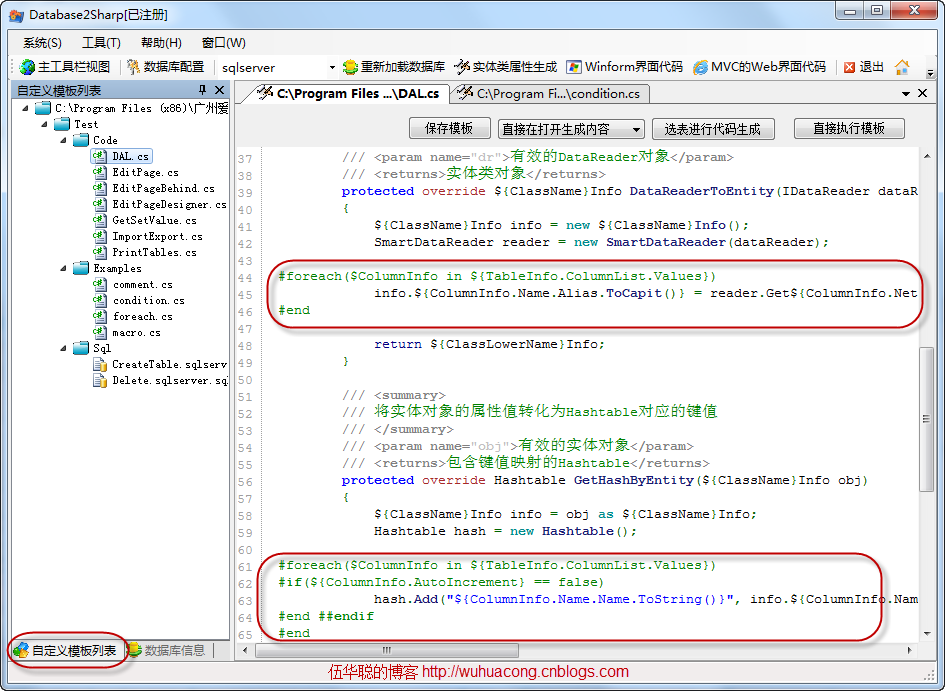 Database2Sharp[已注册]
系统(S) 工具(T) 帮助(H) 窗口(W)
主工具栏视图 数据库配置 sqlserver 重新加载数据库 实体类属性生成 Winform界面代码 MVC的Web界面代码 退出
自定义模板列表
C:\Program Files (x86)\广州爱
Test
Code
DAL.cs
EditPage.cs
EditPageBehind.cs
EditPageDesigner.cs
GetSetValue.cs
ImportExport.cs
PrintTables.cs
Examples
comment.cs
condition.cs
foreach.cs
macro.cs
Sql
CreateTable.sqlserv
Delete.sqlserver.sq
自定义模板列表 数据库信息
C:\Program Files ...\DAL.cs C:\Program Fi...\condition.cs
保存模板 直接在打开生成内容 选表进行代码生成 直接执行模板
37 /// <param name="dr">有效的DataReader对象</param>
38 /// <returns>实体类对象</returns>
39 protected override ${ClassName}Info DataReaderToEntity(IDataReader dataR
40 {
41 ${ClassName}Info info = new ${ClassName}Info();
42 SmartDataReader reader = new SmartDataReader(dataReader);
43
44 #foreach($ColumnInfo in ${TableInfo.ColumnList.Values})
45 info.${ColumnInfo.Name.Alias.ToCapit()} = reader.Get${ColumnInfo.Net
46 #end
47
48 return ${ClassLowerName}Info;
49 }
50
51 /// <summary>
52 /// 将实体对象的属性值转化为Hashtable对应的键值
53 /// </summary>
54 /// <param name="obj">有效的实体对象</param>
55 /// <returns>包含键值映射的Hashtable</returns>
56 protected override Hashtable GetHashByEntity(${ClassName}Info obj)
57 {
58 ${ClassName}Info info = obj as ${ClassName}Info;
59 Hashtable hash = new Hashtable();
60
61 #foreach($ColumnInfo in ${TableInfo.ColumnList.Values})
62 #if(${ColumnInfo.AutoIncrement} == false)
63 hash.Add("${ColumnInfo.Name.Name.ToString()}", info.${ColumnInfo.Nam
64 #end ##endif
65 #end
伍华聪的博客 http://wuhuacong.cnblogs.com